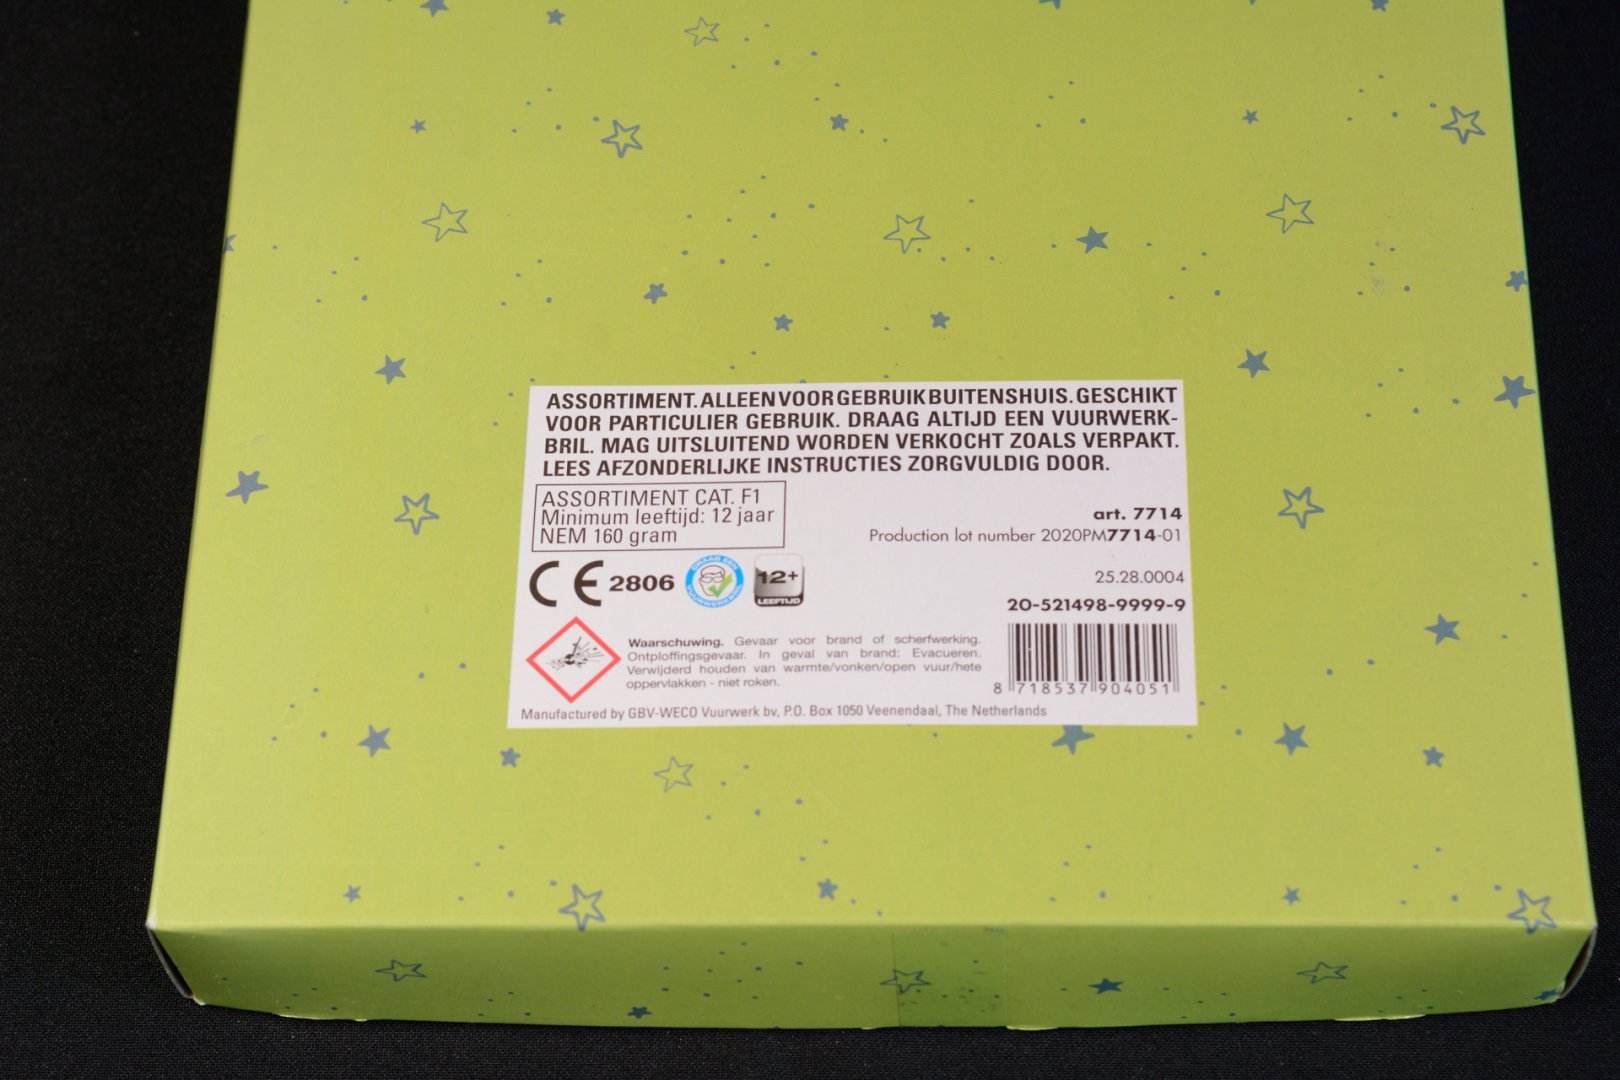 ASSORTIMENT. ALLEEN VOOR GEBRUIK BUITENSHUIS. GESCHIKT
VOOR PARTICULIER GEBRUIK. DRAAG ALTIJD EEN VUURWERK-
BRIL. MAG UITSLUITEND WORDEN VERKOCHT ZOALS VERPAKT.
LEES AFZONDERLIJKE INSTRUCTIES ZORGVULDIG DOOR.
ASSORTIMENT CAT. F1
Minimum leeftijd: 12 jaar
NEM 160 gram
art. 7714
Production lot number 2020PM7714-01
CE 2806
DRAAG EEN
VUURWERKBRIL
12+
LEEFTIJD
25.28.0004
20-521498-9999-9
Waarschuwing. Gevaar voor brand of scherfwerking.
Ontploffingsgevaar. In geval van brand: Evacueren.
Verwijderd houden van warmte/vonken/open vuur/hete
oppervlakken - niet roken.
8 718537 904051
Manufactured by GBV-WECO Vuurwerk bv, P.O. Box 1050 Veenendaal, The Netherlands